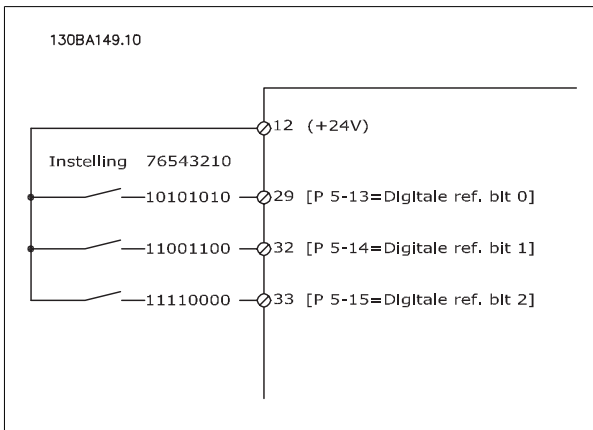 130BA149.10
12 (+24V)
Instelling 76543210
10101010 29 [P 5-13=Digitale ref. bit 0]
11001100 32 [P 5-14=Digitale ref. bit 1]
11110000 33 [P 5-15=Digitale ref. bit 2]